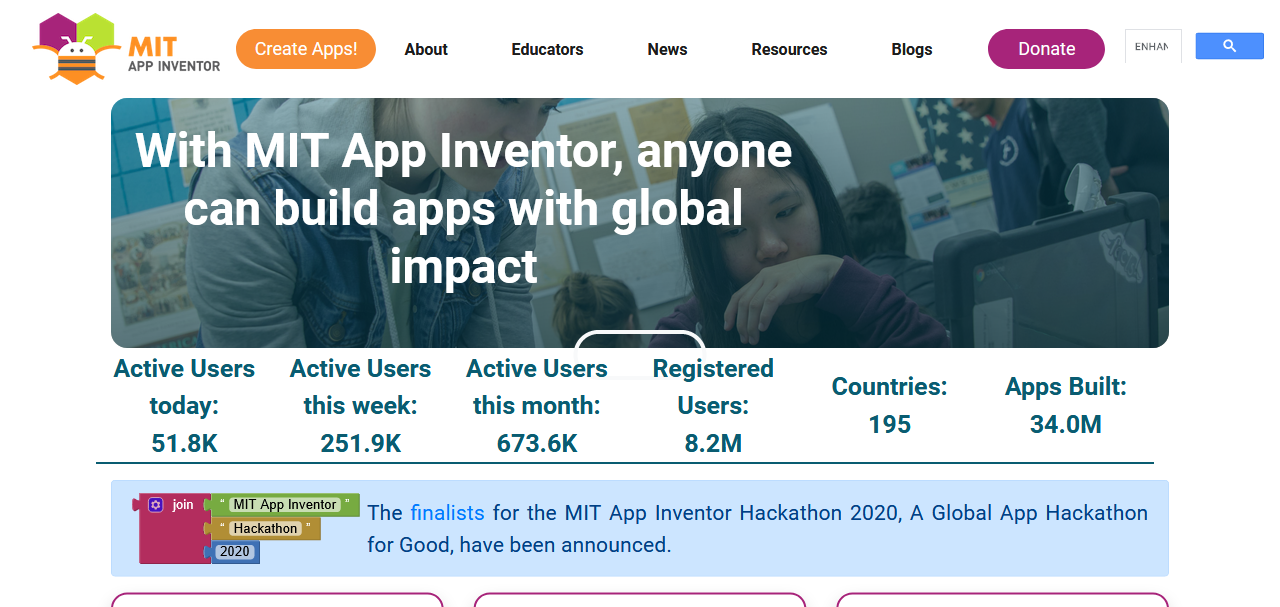 MIT
APP INVENTOR
Create Apps!
About
Educators
News
Resources
Blogs
Donate
ENHAN
With MIT App Inventor, anyone
can build apps with global
impact
Active Users
today:
51.8K
Active Users
this week:
251.9K
Active Users
this month:
673.6K
Registered
Users:
8.2M
Countries:
195
Apps Built:
34.0M
join
“ MIT App Inventor ”
“ Hackathon ”
2020
The finalists for the MIT App Inventor Hackathon 2020, A Global App Hackathon
for Good, have been announced.